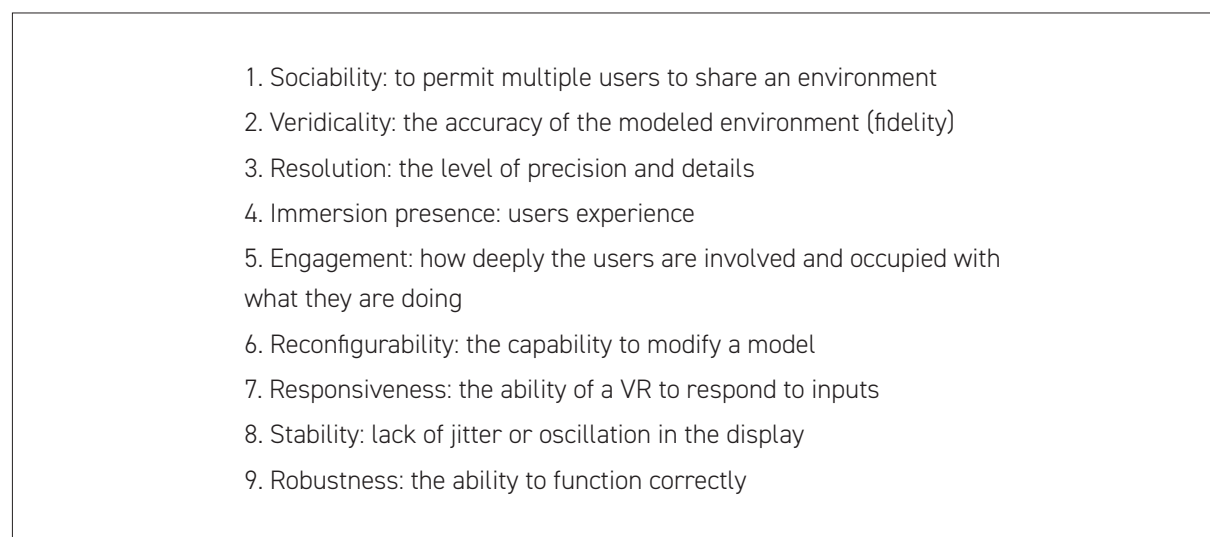 1. Sociability: to permit multiple users to share an environment
2. Veridicality: the accuracy of the modeled environment (fidelity)
3. Resolution: the level of precision and details
4. Immersion presence: users experience
5. Engagement: how deeply the users are involved and occupied with
what they are doing
6. Reconfigurability: the capability to modify a model
7. Responsiveness: the ability of a VR to respond to inputs
8. Stability: lack of jitter or oscillation in the display
9. Robustness: the ability to function correctly